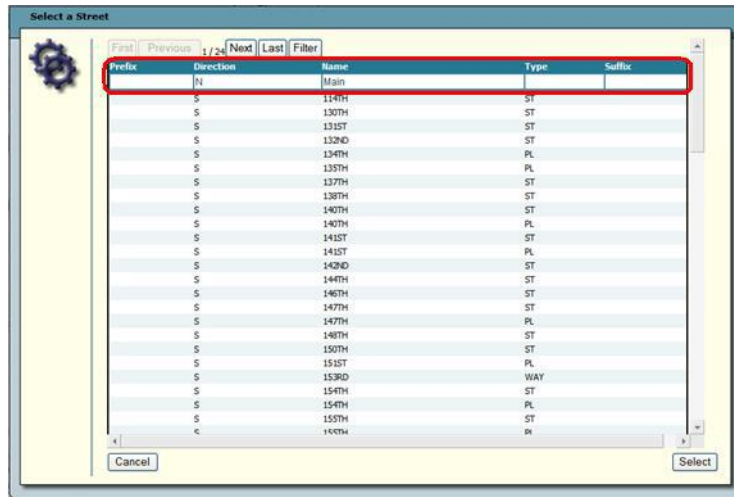 Select a Street
First Previous 1 / 24 Next Last Filter
Prefix Direction Name Type Suffix
N Main
S 114TH ST
S 130TH ST
S 131ST ST
S 132ND ST
S 134TH PL
S 135TH PL
S 137TH ST
S 138TH ST
S 140TH ST
S 140TH PL
S 141ST ST
S 141ST PL
S 142ND ST
S 144TH ST
S 146TH ST
S 147TH ST
S 147TH PL
S 148TH ST
S 150TH ST
S 151ST PL
S 153RD WAY
S 154TH ST
S 154TH PL
S 155TH ST
S 155TH PL
Cancel Select